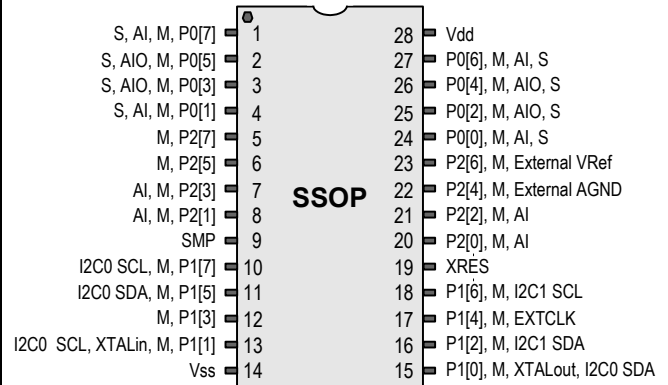 S, AI, M, P0[7] 1 28 Vdd
S, AIO, M, P0[5] 2 27 P0[6], M, AI, S
S, AIO, M, P0[3] 3 26 P0[4], M, AIO, S
S, AI, M, P0[1] 4 25 P0[2], M, AIO, S
M, P2[7] 5 24 P0[0], M, AI, S
M, P2[5] 6 23 P2[6], M, External VRef
AI, M, P2[3] 7 SSOP 22 P2[4], M, External AGND
AI, M, P2[1] 8 21 P2[2], M, AI
SMP 9 20 P2[0], M, AI
I2C0 SCL, M, P1[7] 10 19 XRES
I2C0 SDA, M, P1[5] 11 18 P1[6], M, I2C1 SCL
M, P1[3] 12 17 P1[4], M, EXTCLK
I2C0 SCL, XTALin, M, P1[1] 13 16 P1[2], M, I2C1 SDA
Vss 14 15 P1[0], M, XTALout, I2C0 SDA